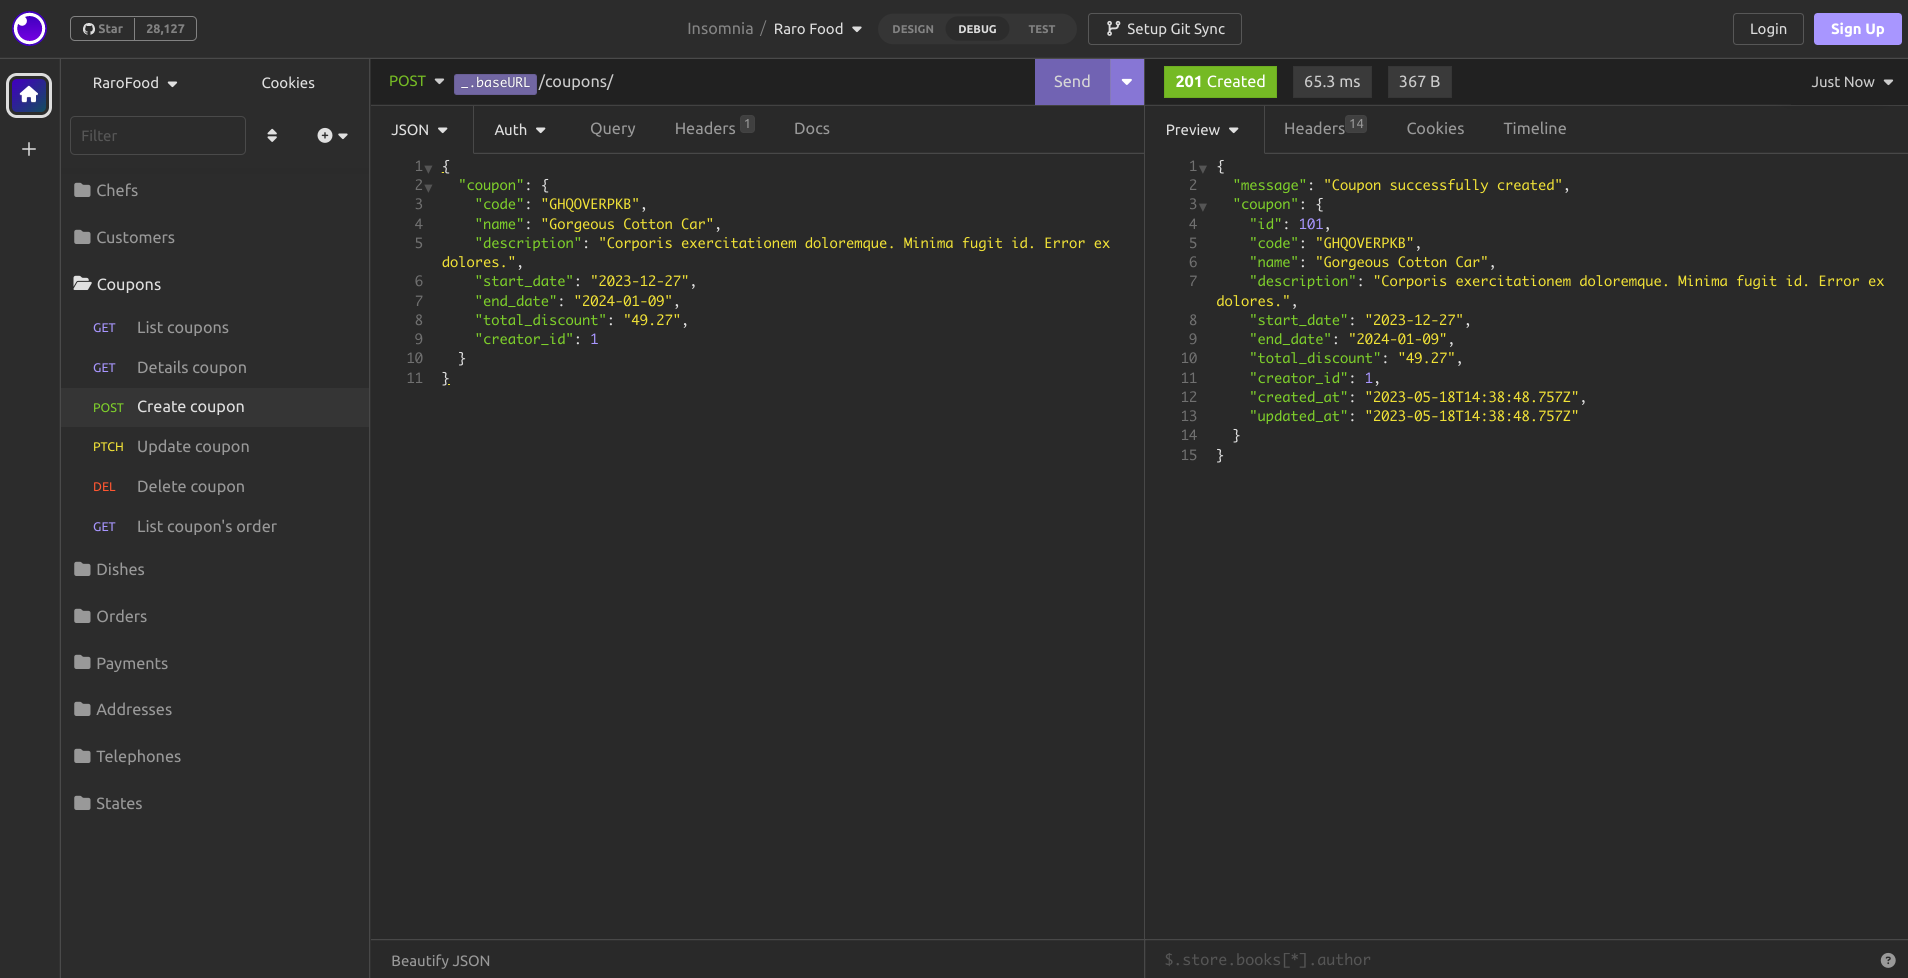 Star 28,127
Insomnia / Raro Food
DESIGN DEBUG TEST
Setup Git Sync
Login
Sign Up
RaroFood
Cookies
Filter
Chefs
Customers
Coupons
GET List coupons
GET Details coupon
POST Create coupon
PTCH Update coupon
DEL Delete coupon
GET List coupon's order
Dishes
Orders
Payments
Addresses
Telephones
States
POST _.baseURL/coupons/
Send
JSON Auth Query Headers 1 Docs
1 {
2 "coupon": {
3 "code": "GHQOVERPKB",
4 "name": "Gorgeous Cotton Car",
5 "description": "Corporis exercitationem doloremque. Minima fugit id. Error ex
dolores.",
6 "start_date": "2023-12-27",
7 "end_date": "2024-01-09",
8 "total_discount": "49.27",
9 "creator_id": 1
10 }
11 }
Beautify JSON
201 Created
65.3 ms
367 B
Just Now
Preview Headers 14 Cookies Timeline
1 {
2 "message": "Coupon successfully created",
3 "coupon": {
4 "id": 101,
5 "code": "GHQOVERPKB",
6 "name": "Gorgeous Cotton Car",
7 "description": "Corporis exercitationem doloremque. Minima fugit id. Error ex
dolores.",
8 "start_date": "2023-12-27",
9 "end_date": "2024-01-09",
10 "total_discount": "49.27",
11 "creator_id": 1,
12 "created_at": "2023-05-18T14:38:48.757Z",
13 "updated_at": "2023-05-18T14:38:48.757Z"
14 }
15 }
$.store.books[*].author
?